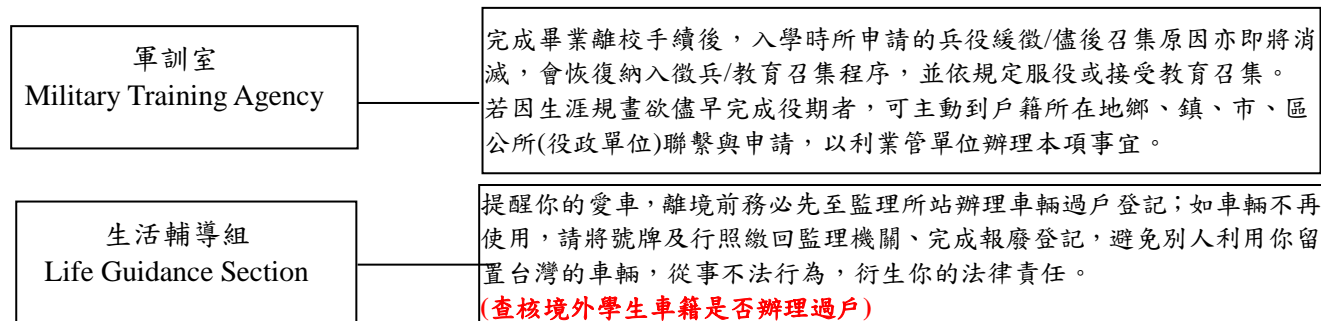 軍訓室
Military Training Agency
完成畢業離校手續後，入學時所申請的兵役緩徵/儘後召集原因亦即將消
滅，會恢復納入徵兵/教育召集程序，並依規定服役或接受教育召集。
若因生涯規畫欲儘早完成役期者，可主動到戶籍所在地鄉、鎮、市、區
公所(役政單位)聯繫與申請，以利業管單位辦理本項事宜。
生活輔導組
Life Guidance Section
提醒你的愛車，離境前務必先至監理所站辦理車輛過戶登記；如車輛不再
使用，請將號牌及行照繳回監理機關、完成報廢登記，避免別人利用你留
置台灣的車輛，從事不法行為，衍生你的法律責任。
(查核境外學生車籍是否辦理過戶)